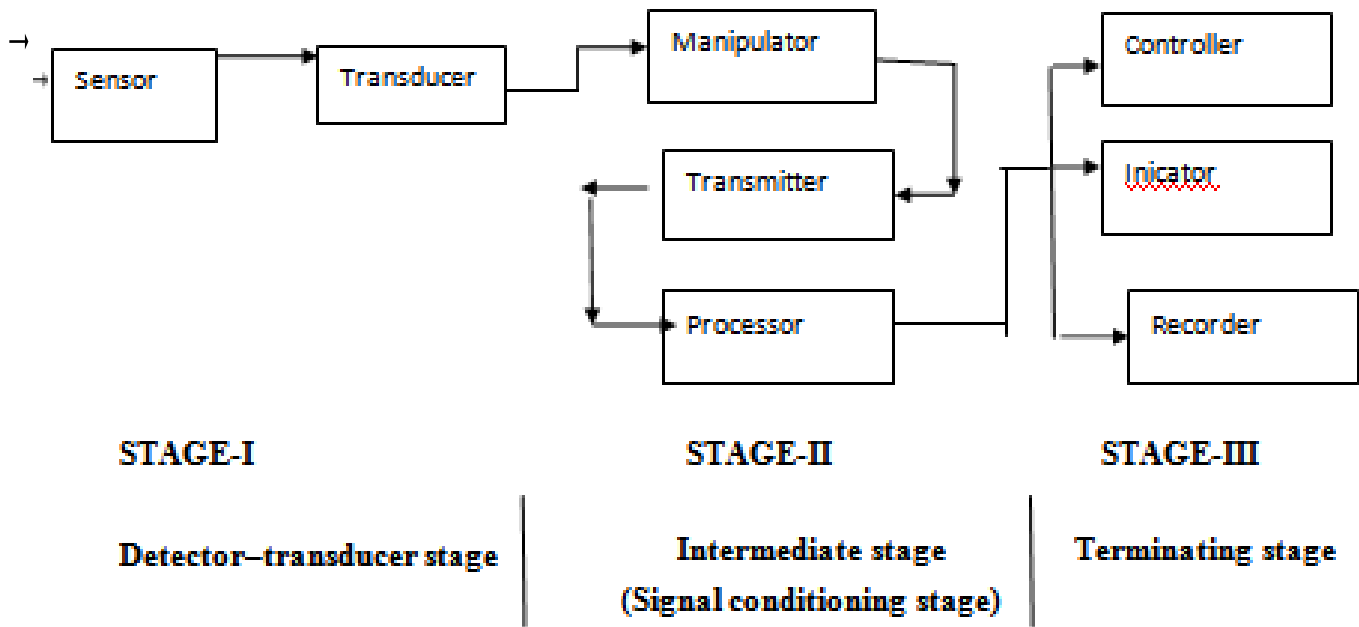 Sensor
Transducer
Manipulator
Transmitter
Processor
Controller
Inicator
Recorder
STAGE-I
STAGE-II
STAGE-III
Detector–transducer stage
Intermediate stage
(Signal conditioning stage)
Terminating stage